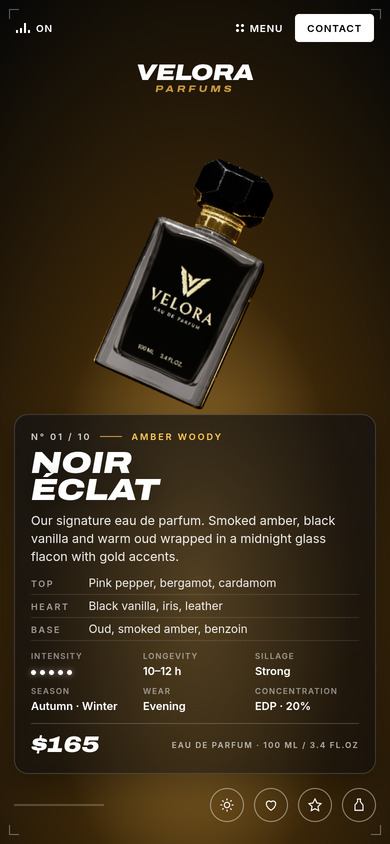 ON
MENU
CONTACT
VELORA
PARFUMS
VELORA
EAU DE PARFUM
100 ML 3.4 FL.OZ
N° 01 / 10 — AMBER WOODY
NOIR
ÉCLAT
Our signature eau de parfum. Smoked amber, black
vanilla and warm oud wrapped in a midnight glass
flacon with gold accents.
TOP Pink pepper, bergamot, cardamom
HEART Black vanilla, iris, leather
BASE Oud, smoked amber, benzoin
INTENSITY LONGEVITY SILLAGE
10–12 h Strong
SEASON WEAR CONCENTRATION
Autumn · Winter Evening EDP · 20%
$165 EAU DE PARFUM · 100 ML / 3.4 FL.OZ